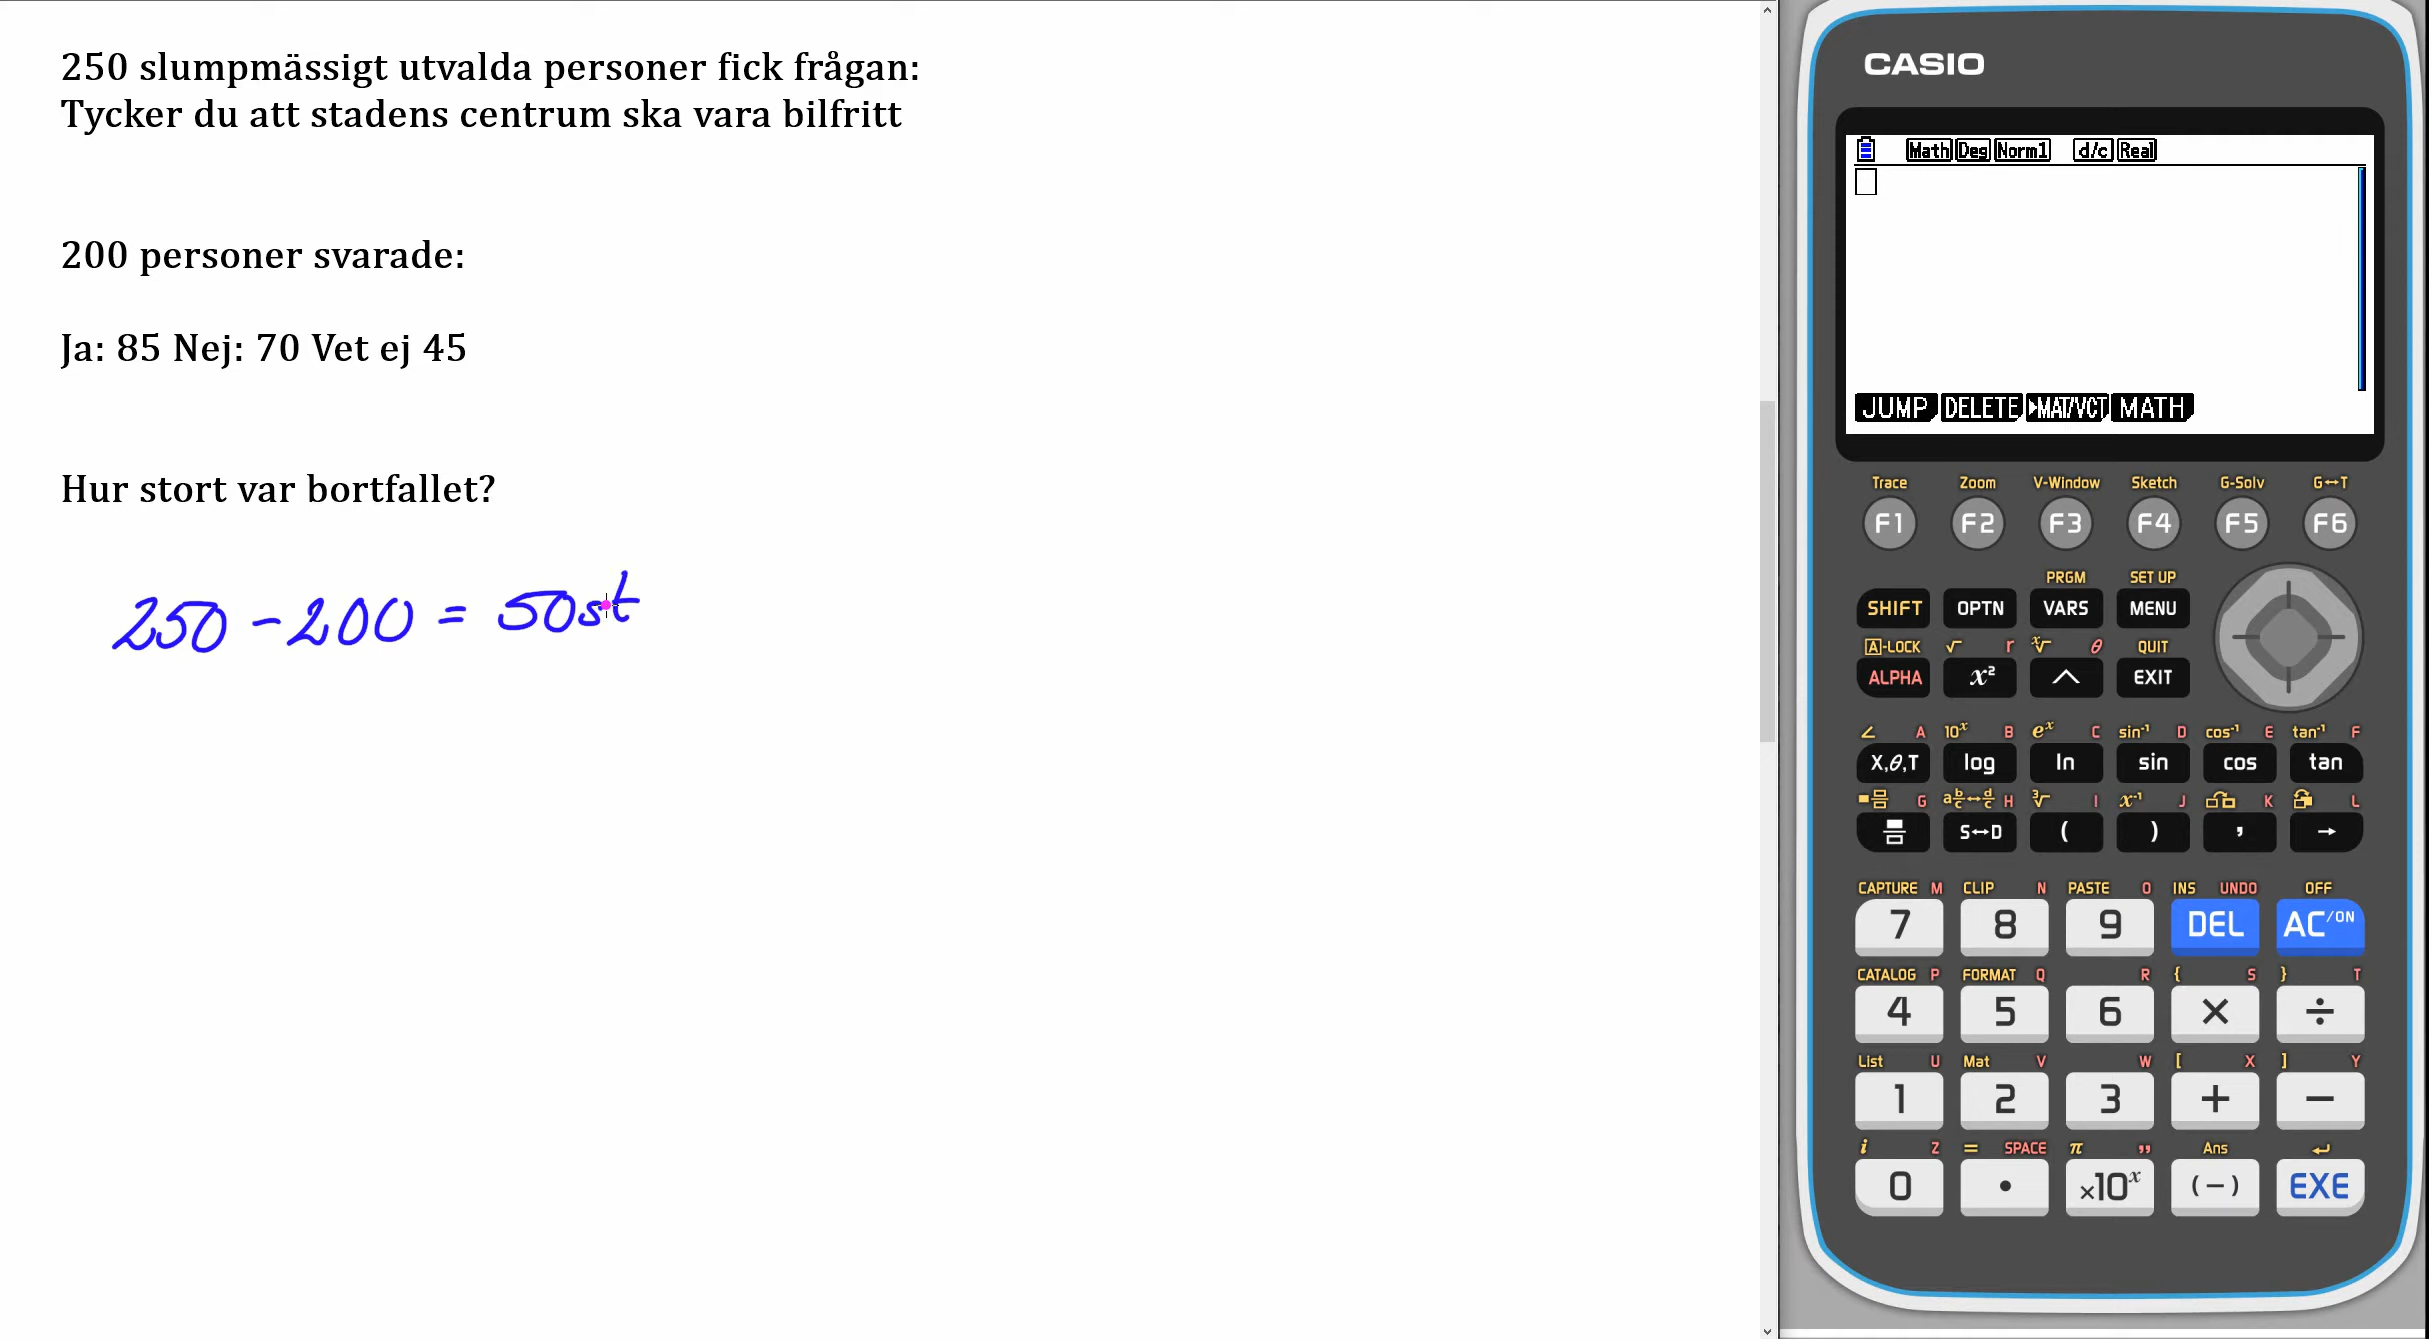 250 slumpmässigt utvalda personer fick frågan:
Tycker du att stadens centrum ska vara bilfritt
200 personer svarade:
Ja: 85 Nej: 70 Vet ej 45
Hur stort var bortfallet?
250 - 200 = 50st
CASIO
Math Deg Norm1 d/c Real
JUMP DELETE ▶MAT/VCT MATH
Trace Zoom V-Window Sketch G-Solv G↔T
F1 F2 F3 F4 F5 F6
PRGM SET UP
SHIFT OPTN VARS MENU
A-LOCK √ r ˣ√ θ QUIT
ALPHA x² ^ EXIT
∠ A 10ˣ B eˣ C sin⁻¹ D cos⁻¹ E tan⁻¹ F
X,θ,T log ln sin cos tan
G a b/c↔d/c H ³√ I x⁻¹ J K L
S↔D ( ) , →
CAPTURE M CLIP N PASTE O INS UNDO OFF
7 8 9 DEL AC/ON
CATALOG P FORMAT Q R { S } T
4 5 6 × ÷
List U Mat V W [ X ] Y
1 2 3 + −
i Z = SPACE π " Ans ↵
0 • ×10ˣ (−) EXE